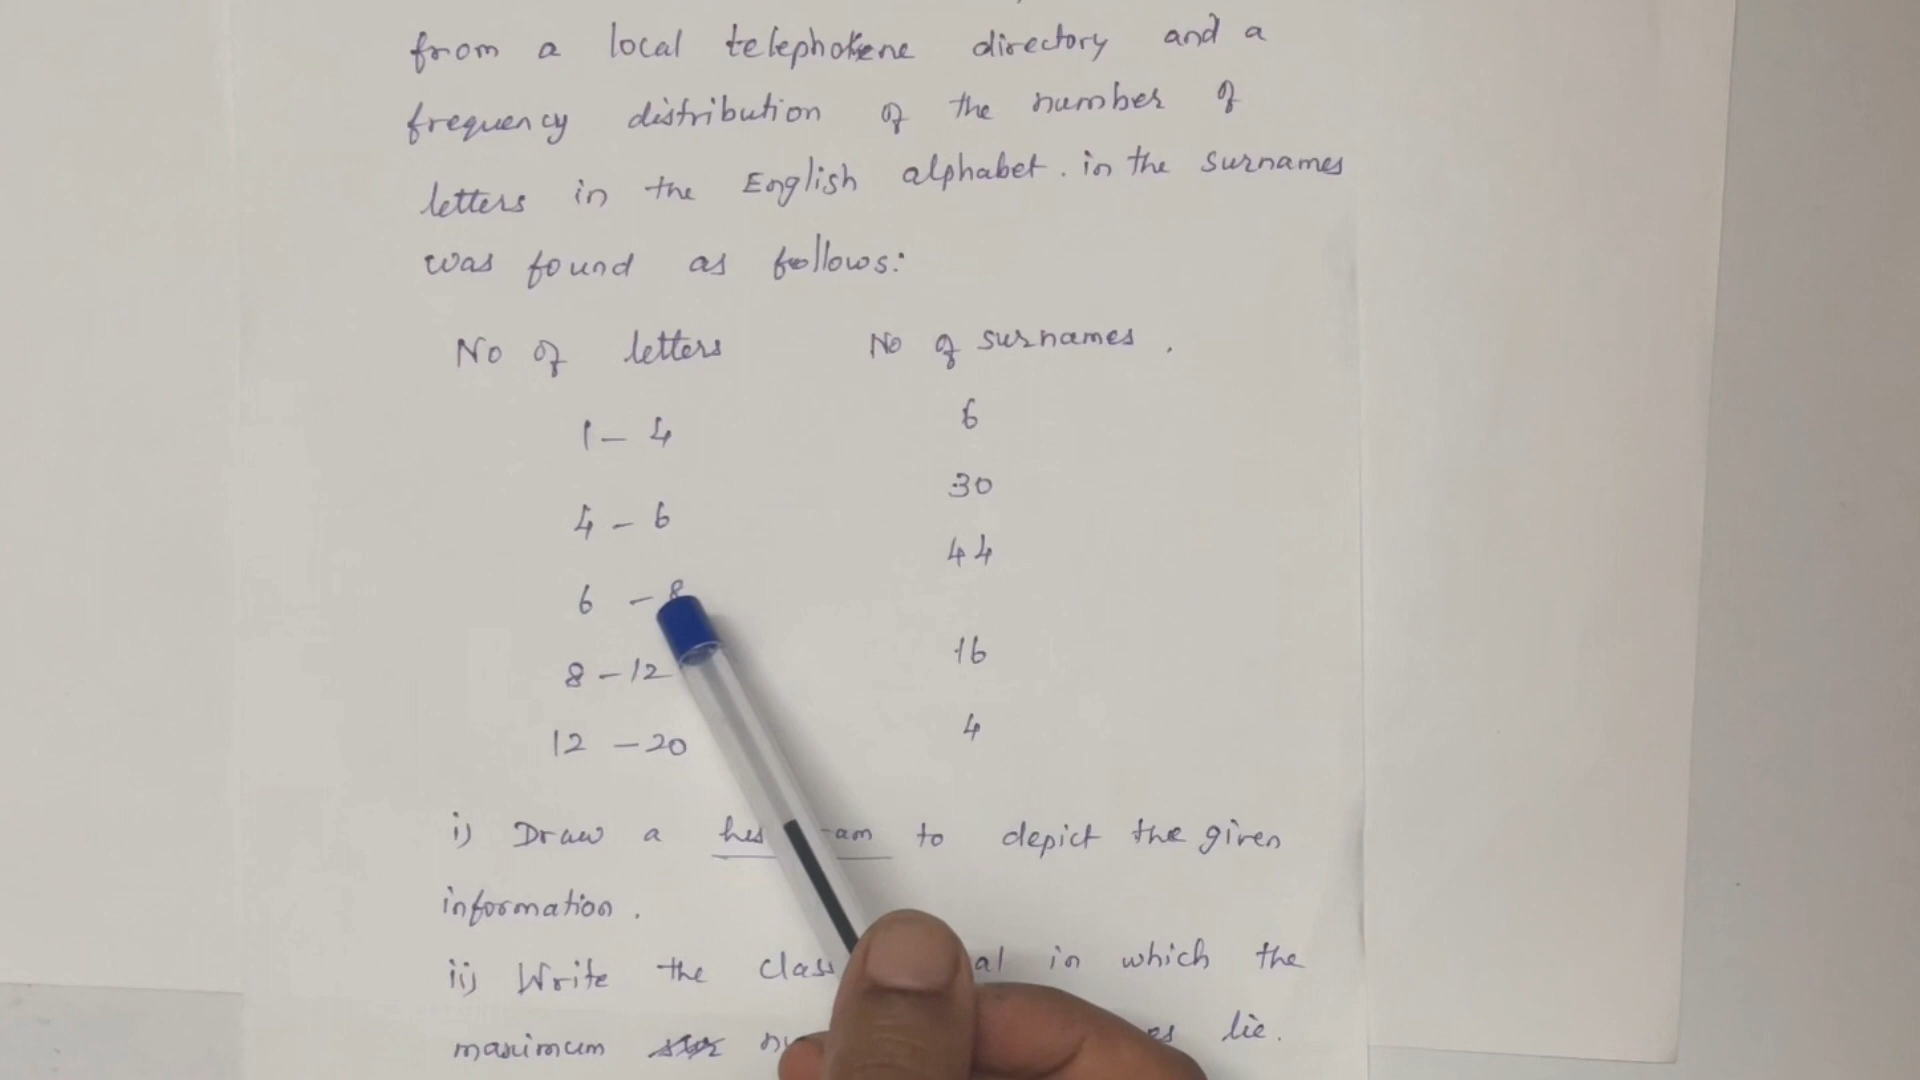 from a local telephone directory and a
frequency distribution of the number of
letters in the English alphabet. in the surnames
was found as follows:
No of letters No of surnames.
1 - 4 6
4 - 6 30
6 - 8 44
8 - 12 16
12 - 20 4
i) Draw a to depict the given
information.
ii) Write the class in which the
maximum lie.